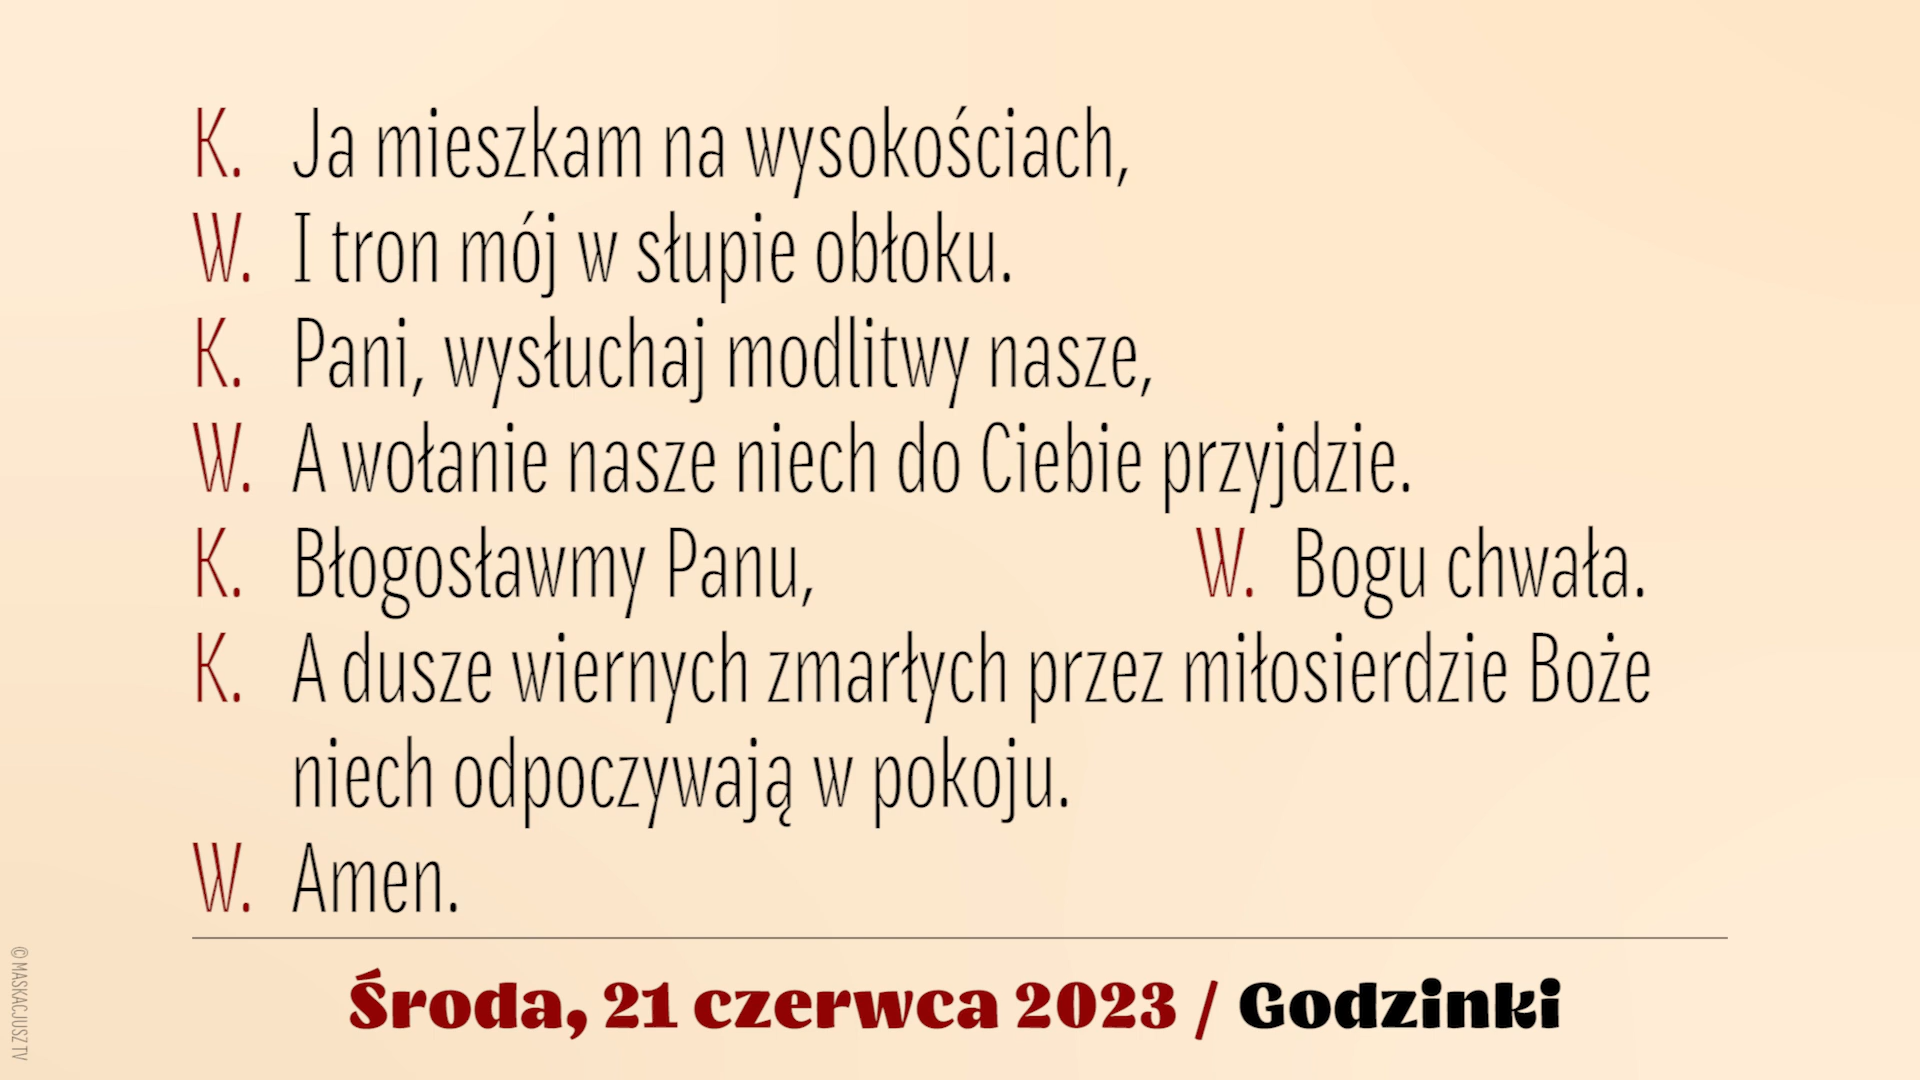 K. Ja mieszkam na wysokościach,
W. I tron mój w słupie obłoku.
K. Pani, wysłuchaj modlitwy nasze,
W. A wołanie nasze niech do Ciebie przyjdzie.
K. Błogosławmy Panu, W. Bogu chwała.
K. A dusze wiernych zmarłych przez miłosierdzie Boże
niech odpoczywają w pokoju.
W. Amen.
Środa, 21 czerwca 2023 / Godzinki
© MASKACJUSZ TV